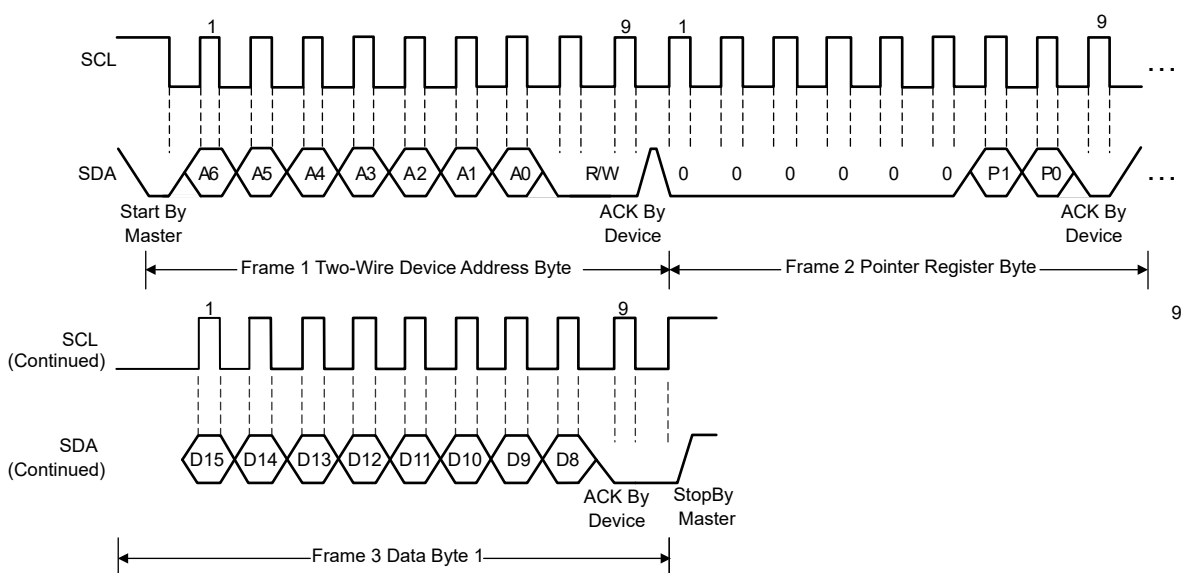 1 9 1 9
SCL ...
SDA A6 A5 A4 A3 A2 A1 A0 R/W 0 0 0 0 0 0 P1 P0 ...
Start By ACK By ACK By
Master Device Device
Frame 1 Two-Wire Device Address Byte Frame 2 Pointer Register Byte
1 9 9
SCL
(Continued)
SDA
(Continued)
D15 D14 D13 D12 D11 D10 D9 D8
ACK By StopBy
Device Master
Frame 3 Data Byte 1